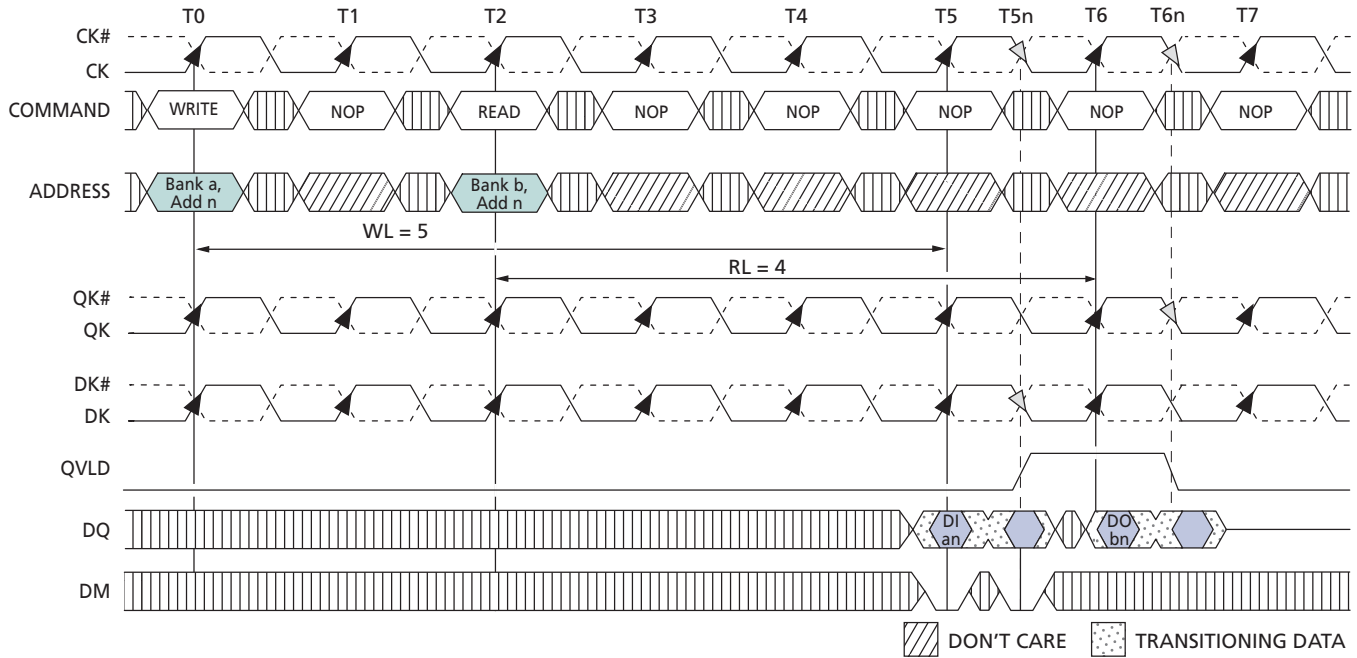 T0 T1 T2 T3 T4 T5 T5n T6 T6n T7
CK#
CK
COMMAND WRITE NOP READ NOP NOP NOP NOP NOP
ADDRESS Bank a, Add n Bank b, Add n
WL = 5
RL = 4
QK#
QK
DK#
DK
QVLD
DQ DI an DO bn
DM
DON'T CARE TRANSITIONING DATA